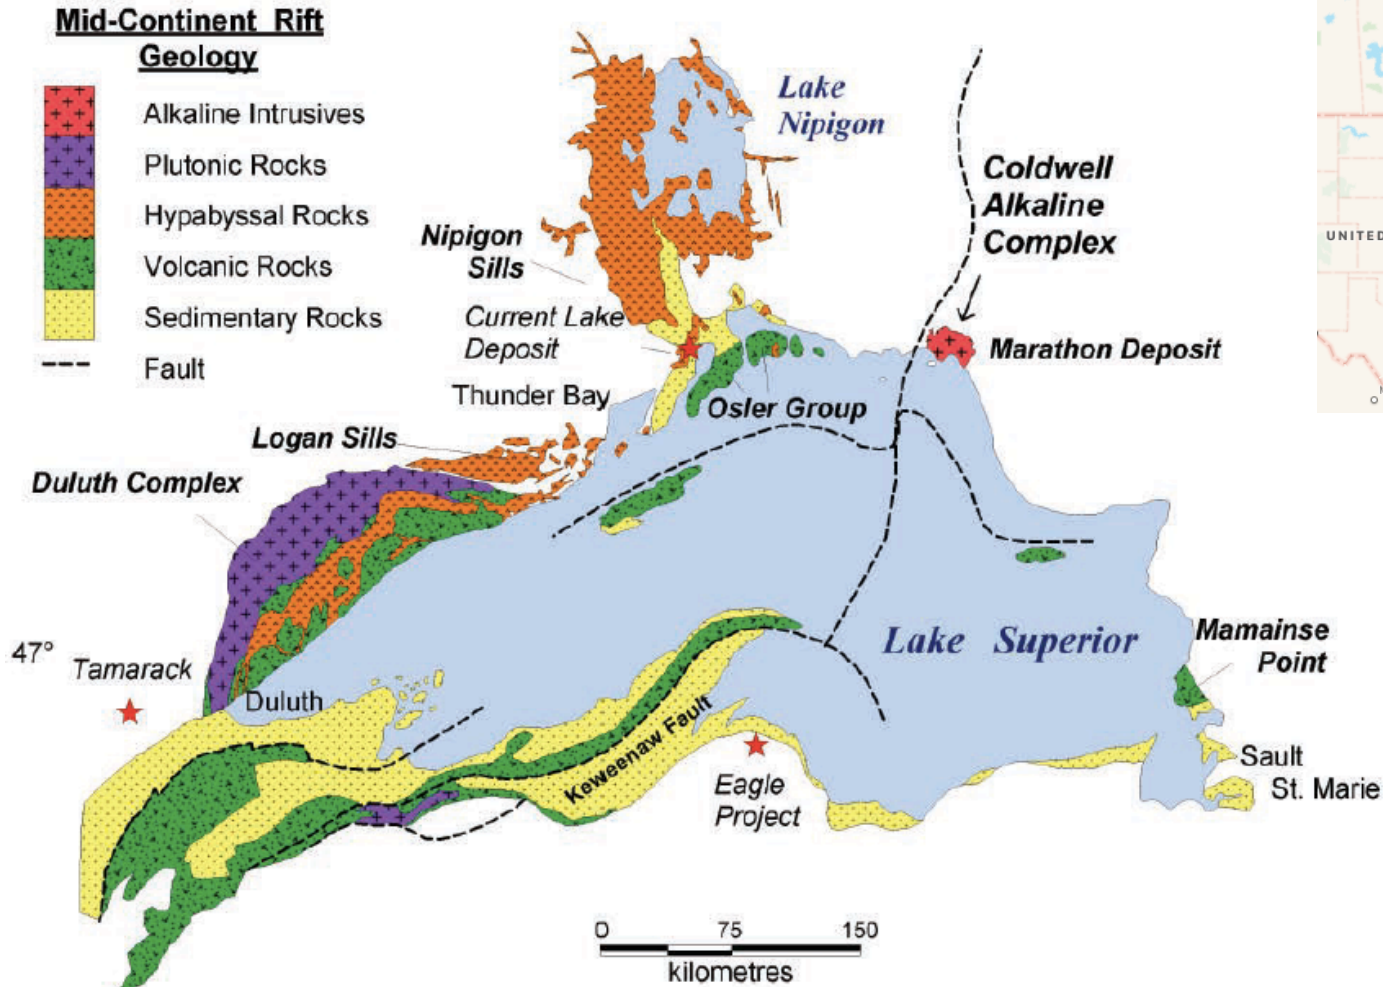 Mid-Continent Rift
Geology
Alkaline Intrusives
Plutonic Rocks
Hypabyssal Rocks
Volcanic Rocks
Sedimentary Rocks
Fault
Lake
Nipigon
Coldwell
Alkaline
Complex
UNITED
Nipigon
Sills
Current Lake
Deposit
Marathon Deposit
Thunder Bay
Osler Group
Logan Sills
Duluth Complex
47°
Tamarack
Duluth
Lake Superior
Mamainse
Point
Keweenaw Fault
Eagle
Project
Sault
St. Marie
0 75 150
kilometres